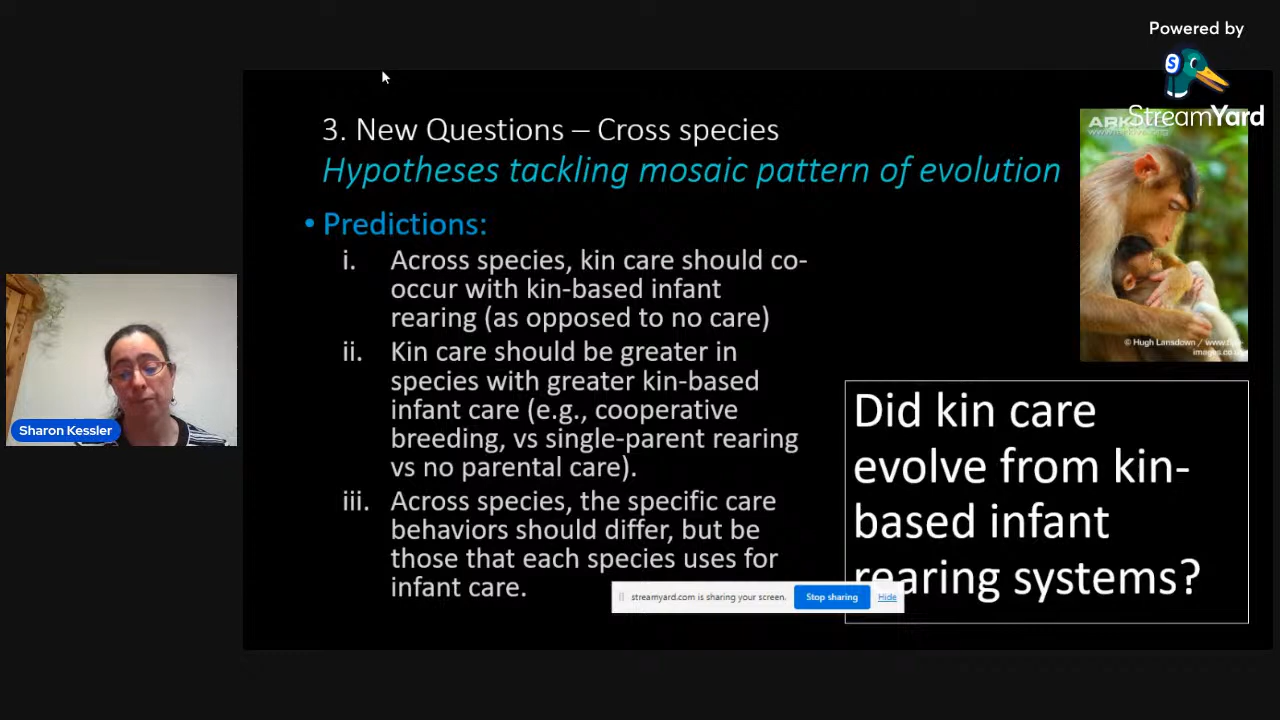 Powered by
StreamYard
3. New Questions – Cross species
Hypotheses tackling mosaic pattern of evolution
• Predictions:
i. Across species, kin care should co-
occur with kin-based infant
rearing (as opposed to no care)
ii. Kin care should be greater in
species with greater kin-based
infant care (e.g., cooperative
breeding, vs single-parent rearing
vs no parental care).
iii. Across species, the specific care
behaviors should differ, but be
those that each species uses for
infant care.
© Hugh Lansdown / www.
images.co
Did kin care
evolve from kin-
based infant
rearing systems?
Sharon Kessler
streamyard.com is sharing your screen.
Stop sharing
Hide